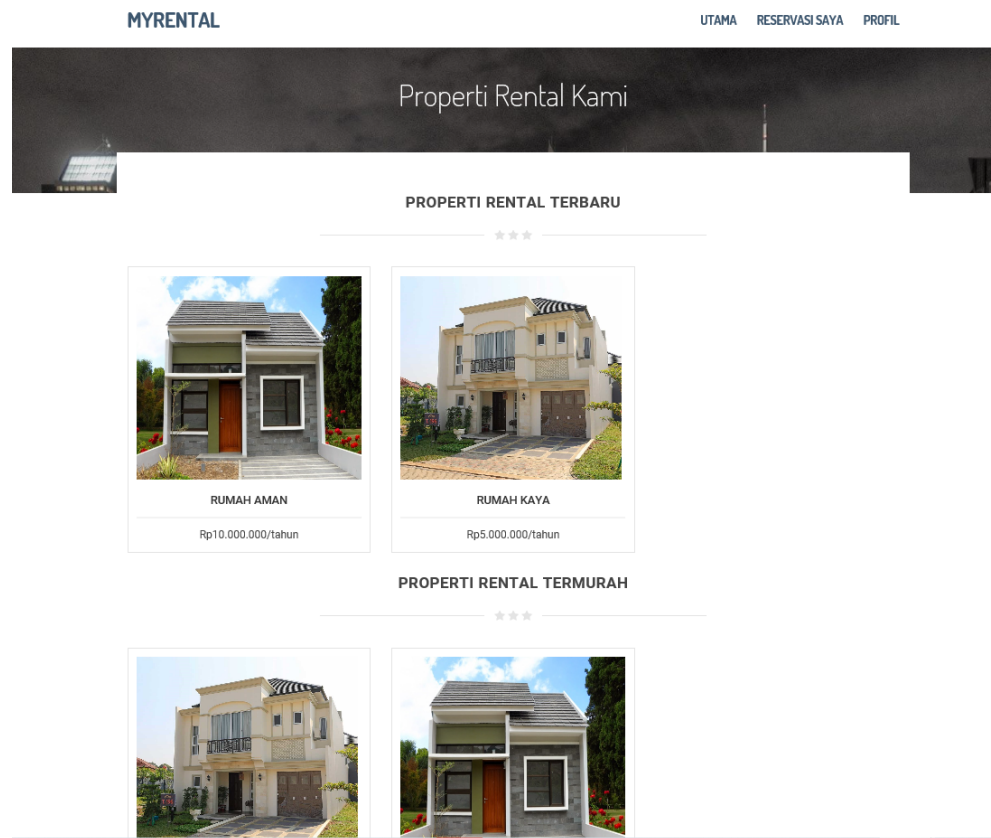 MYRENTAL
UTAMA RESERVASI SAYA PROFIL
Properti Rental Kami
PROPERTI RENTAL TERBARU
RUMAH AMAN
Rp10.000.000/tahun
RUMAH KAYA
Rp5.000.000/tahun
PROPERTI RENTAL TERMURAH